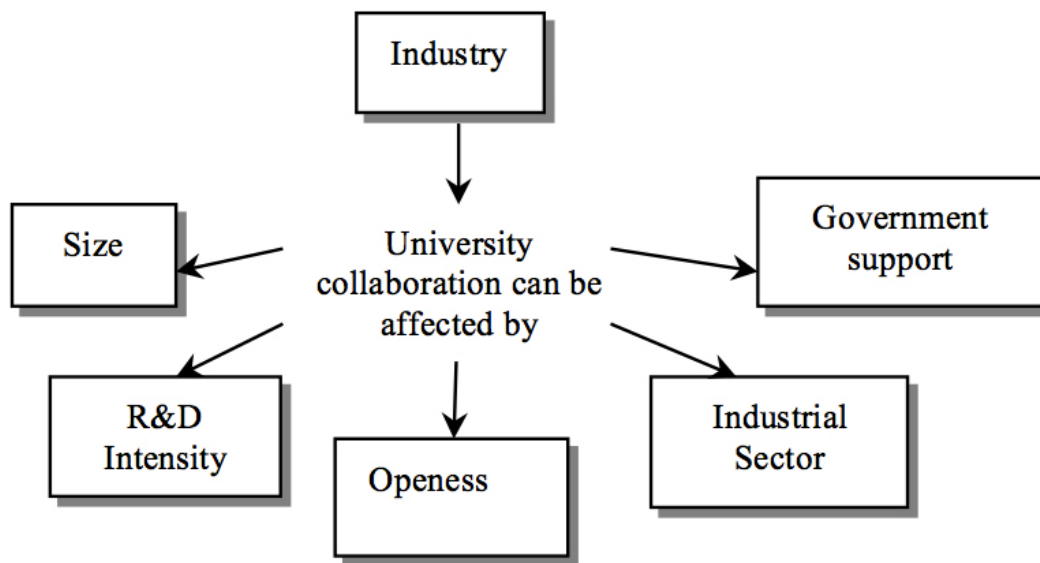 Industry
Size
University
collaboration can be
affected by
Government
support
R&D
Intensity
Openess
Industrial
Sector